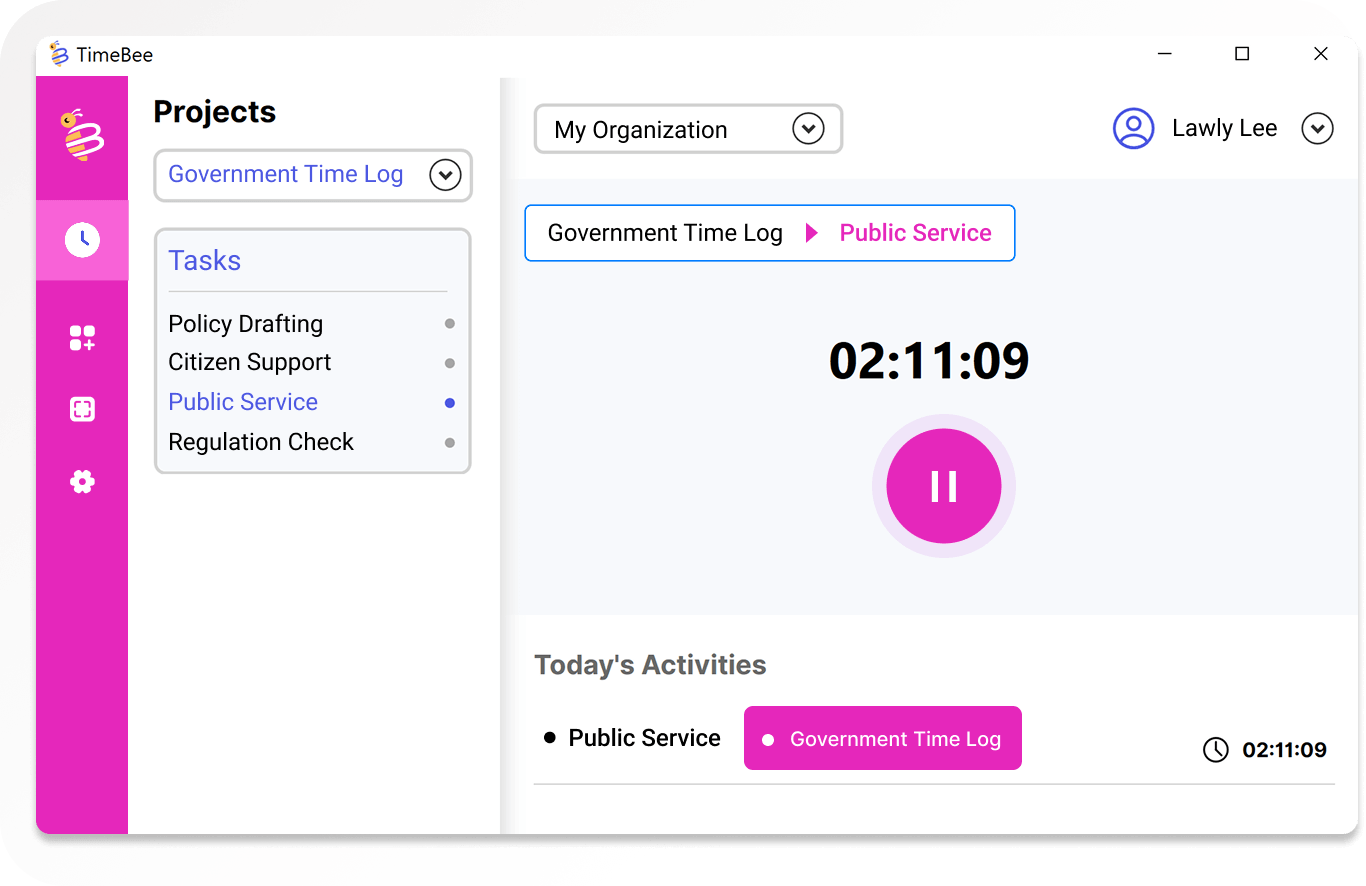 TimeBee
Projects
Government Time Log
Tasks
Policy Drafting
Citizen Support
Public Service
Regulation Check
My Organization
Lawly Lee
Government Time Log Public Service
02:11:09
Today's Activities
Public Service Government Time Log 02:11:09